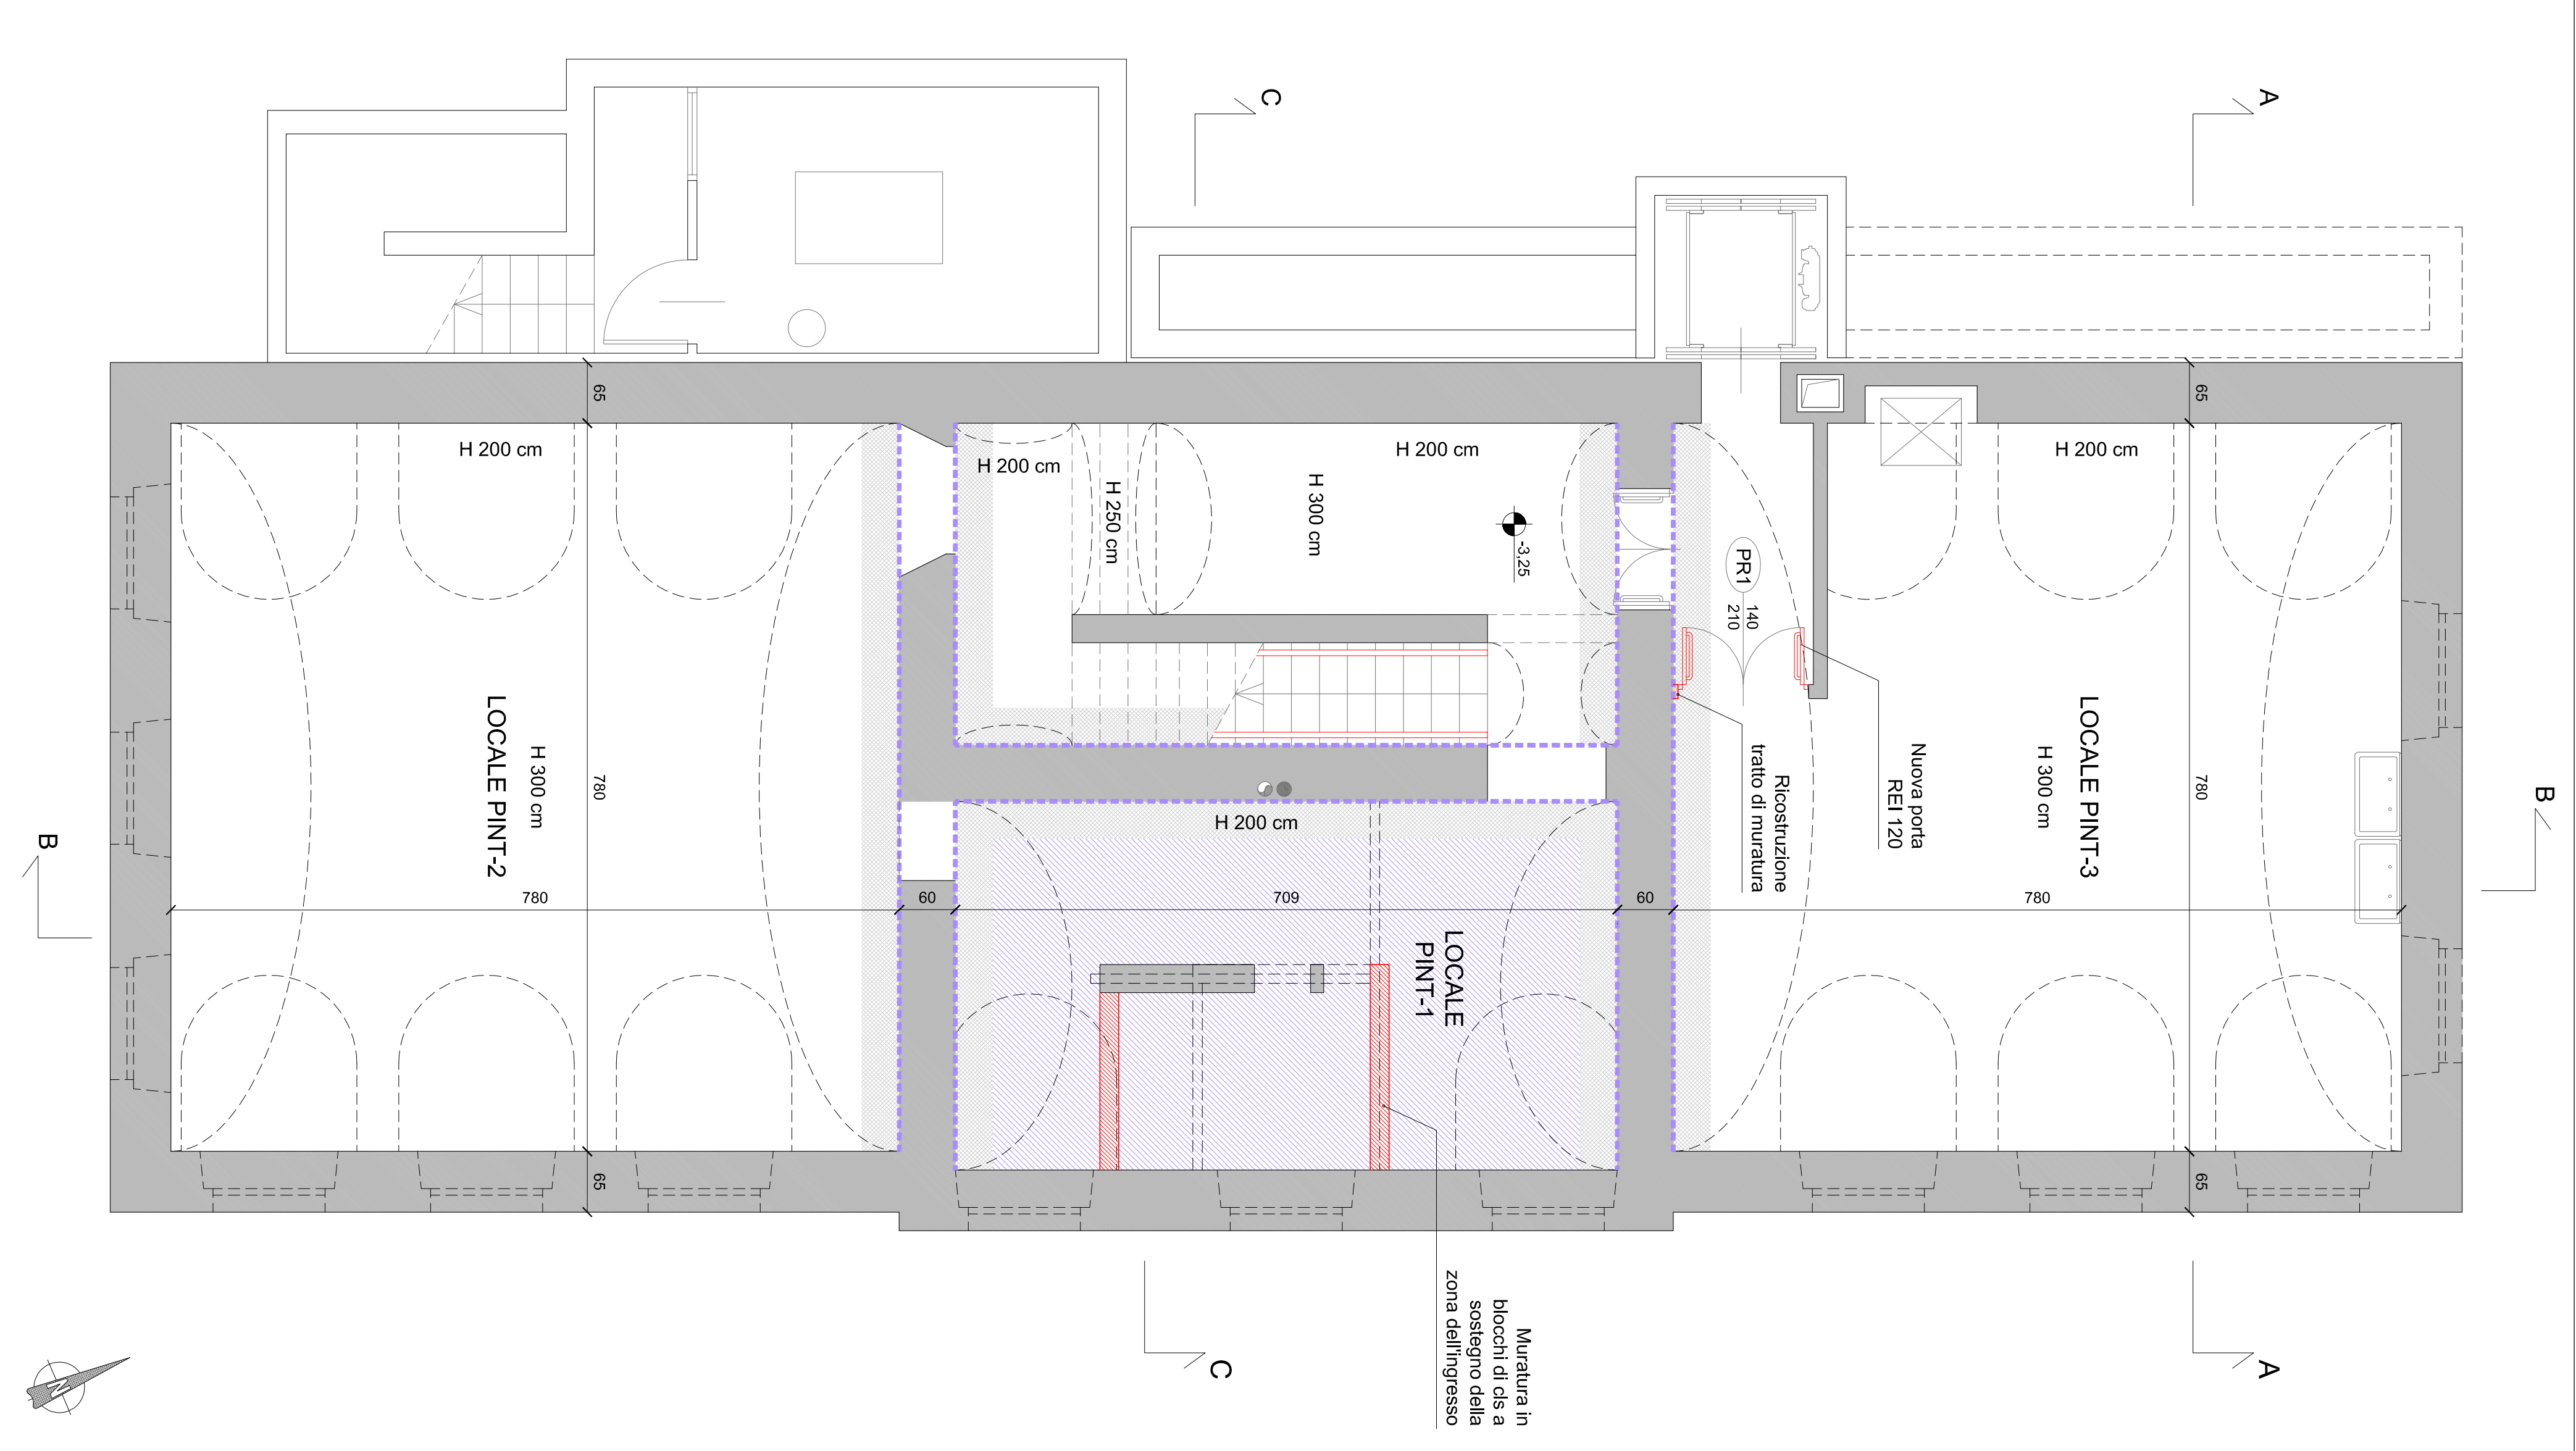 C
A
65
65
H 200 cm
H 200 cm
H 200 cm
H 200 cm
H 250 cm
H 300 cm
-3,25
PR1
140
210
LOCALE PINT-2
H 300 cm
780
LOCALE PINT-3
H 300 cm
780
Nuova porta
REI 120
Ricostruzione
tratto di muratura
B
B
H 200 cm
780
60
709
60
780
LOCALE
PINT-1
65
65
Muratura in
blocchi di cls a
sostegno della
zona dell'ingresso
C
A
N